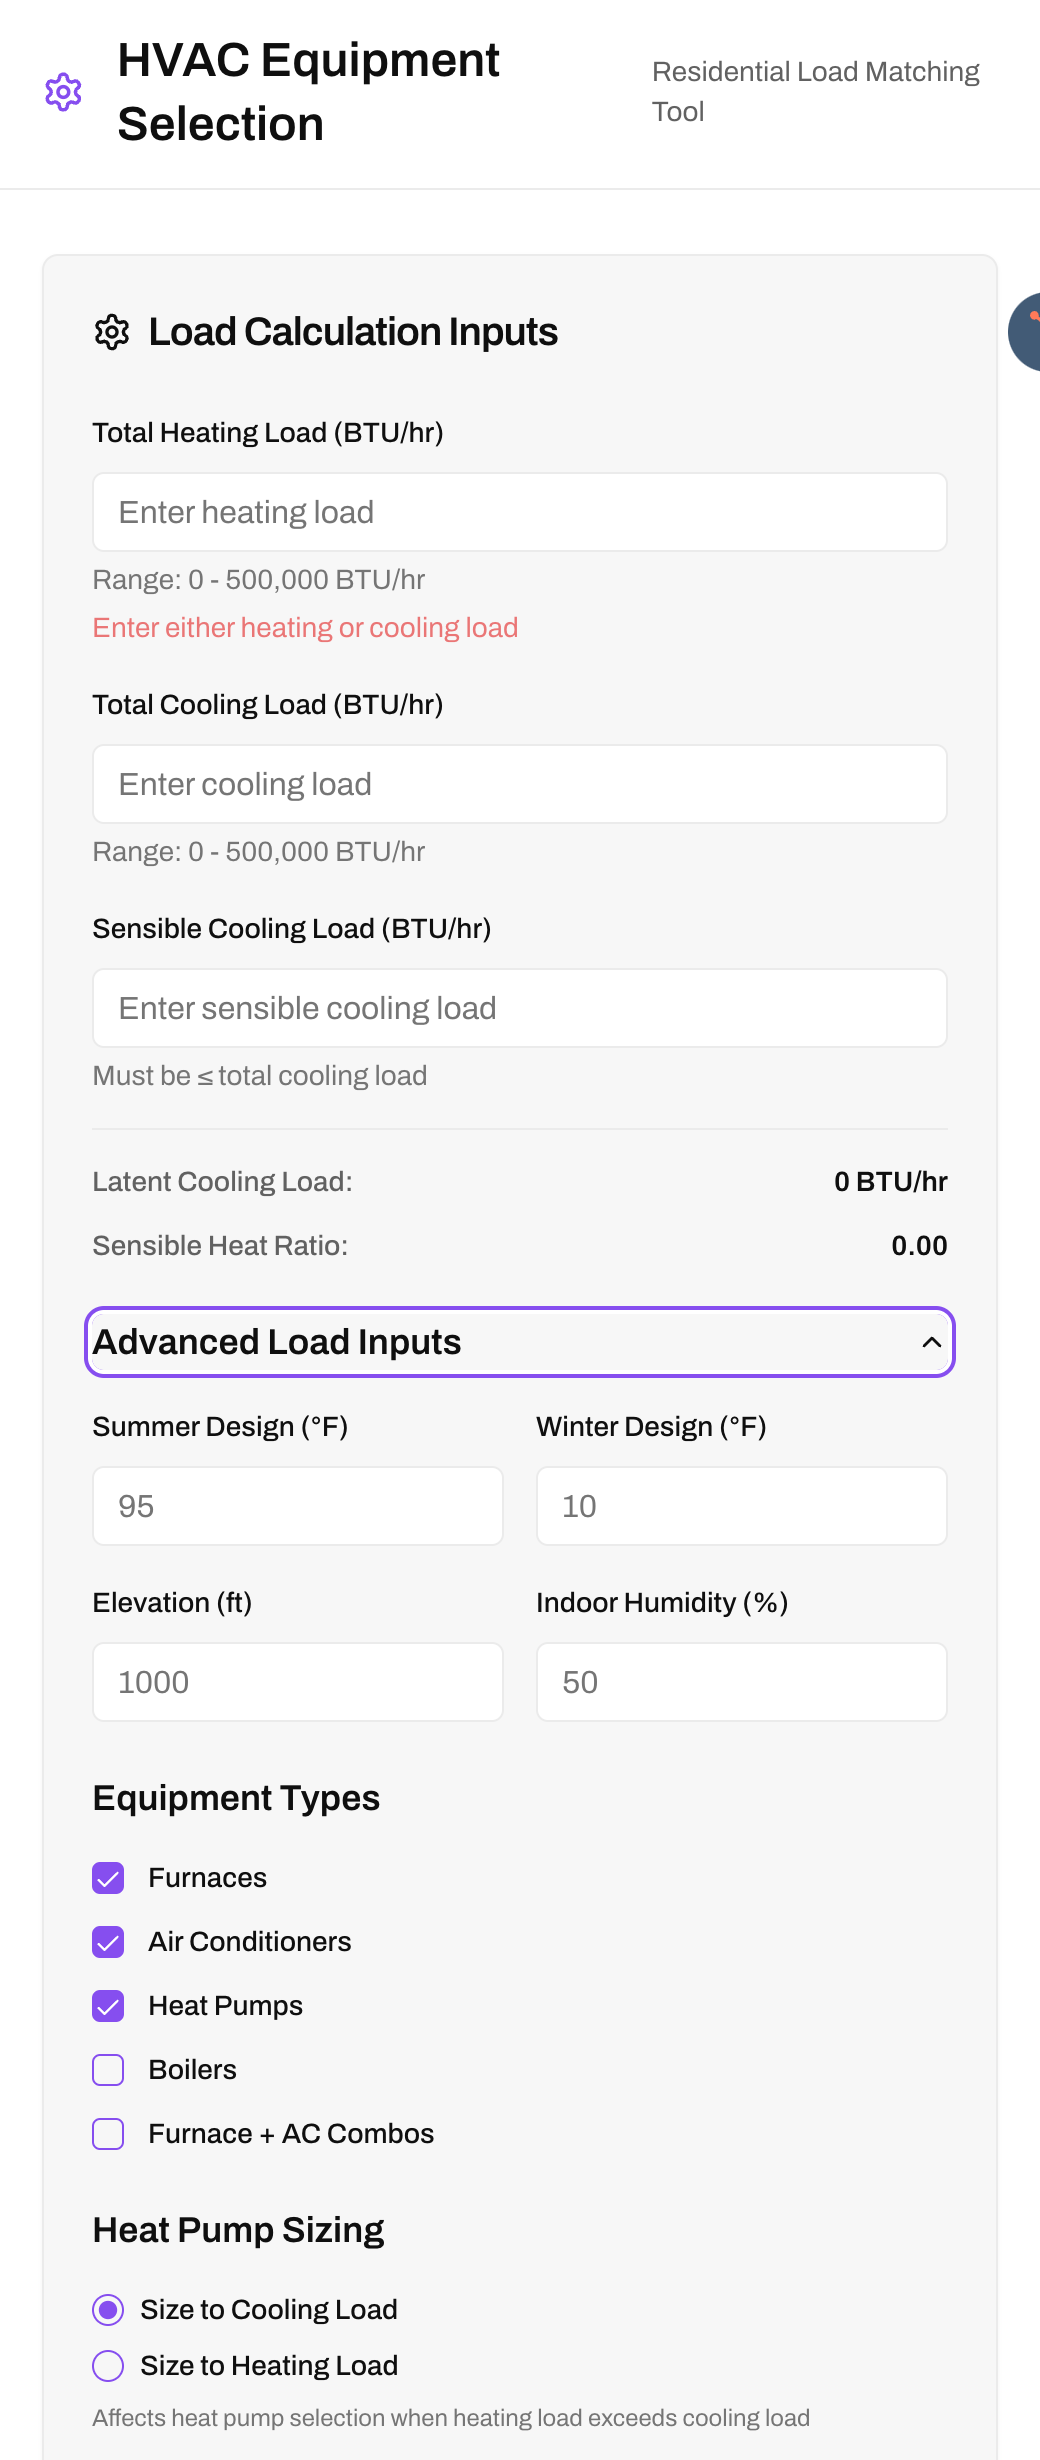 HVAC Equipment
Selection
Residential Load Matching
Tool
Load Calculation Inputs
Total Heating Load (BTU/hr)
Enter heating load
Range: 0 - 500,000 BTU/hr
Enter either heating or cooling load
Total Cooling Load (BTU/hr)
Enter cooling load
Range: 0 - 500,000 BTU/hr
Sensible Cooling Load (BTU/hr)
Enter sensible cooling load
Must be ≤ total cooling load
Latent Cooling Load: 0 BTU/hr
Sensible Heat Ratio: 0.00
Advanced Load Inputs
Summer Design (°F) Winter Design (°F)
95 10
Elevation (ft) Indoor Humidity (%)
1000 50
Equipment Types
Furnaces
Air Conditioners
Heat Pumps
Boilers
Furnace + AC Combos
Heat Pump Sizing
Size to Cooling Load
Size to Heating Load
Affects heat pump selection when heating load exceeds cooling load